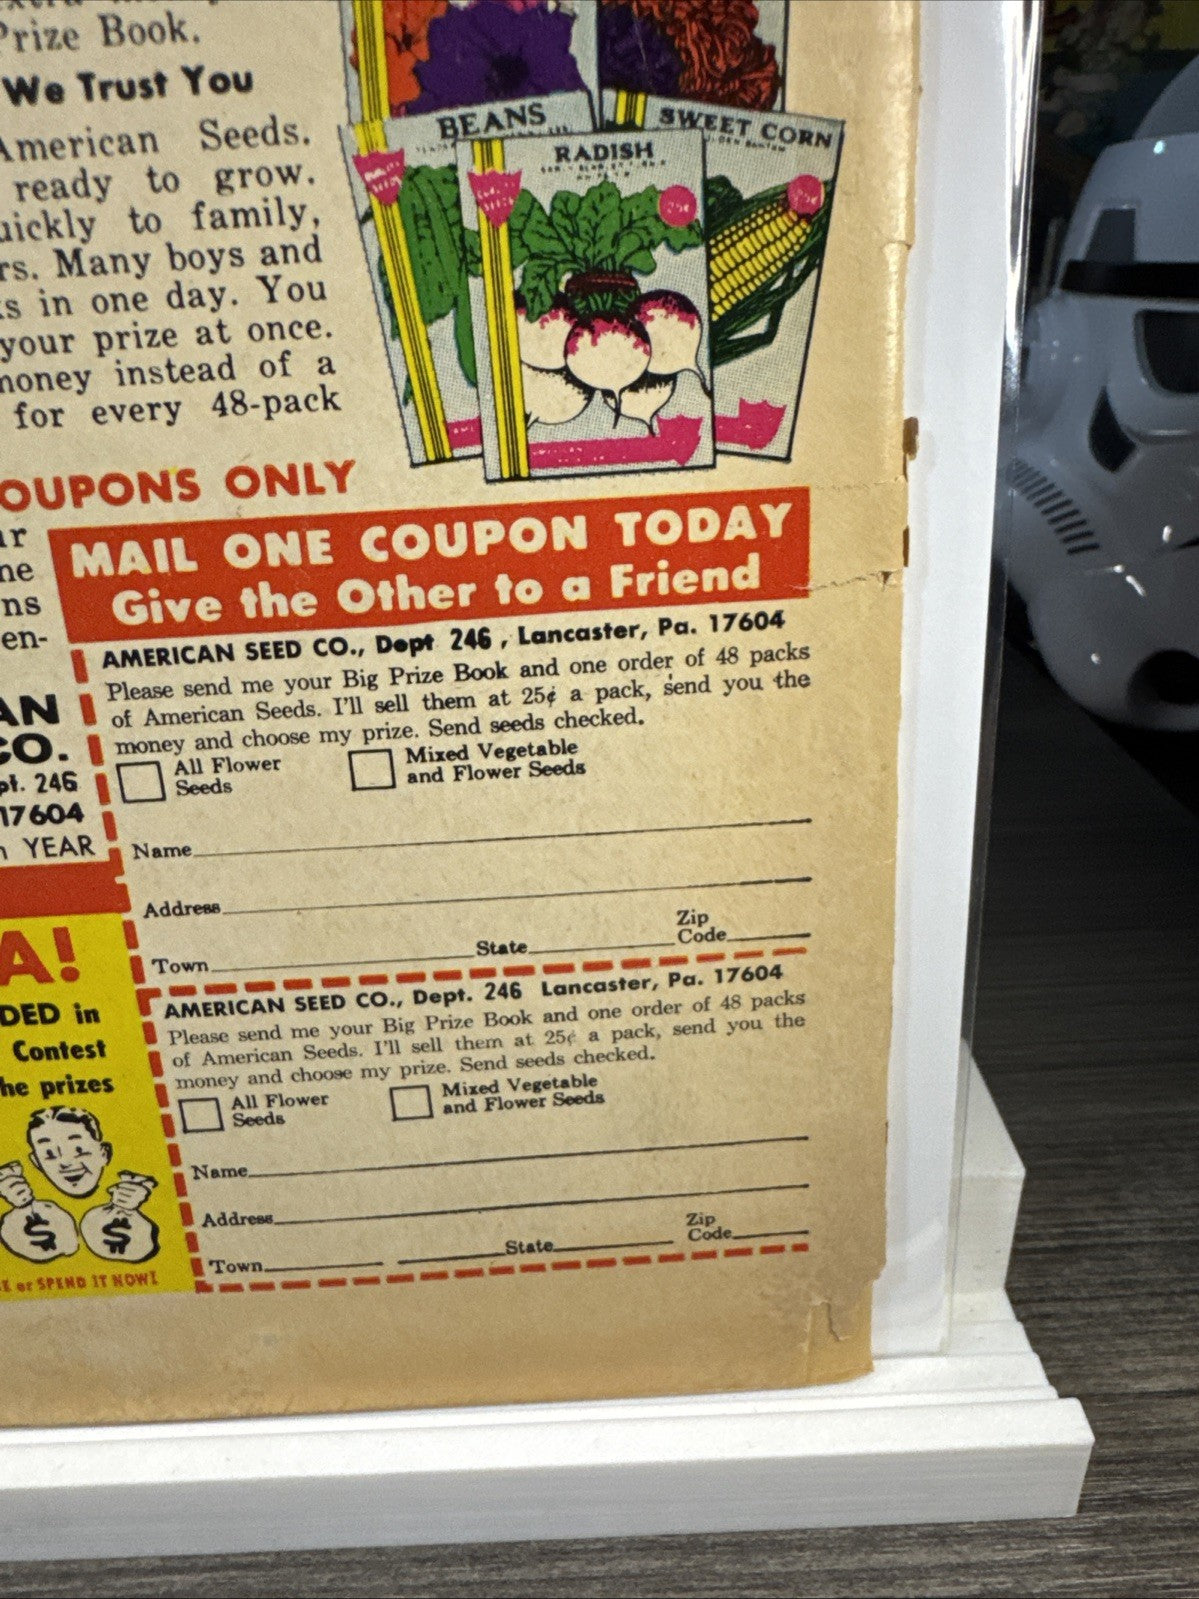 Prize Book.
We Trust You
American Seeds.
ready to grow.
quickly to family,
rs. Many boys and
ks in one day. You
your prize at once.
money instead of a
for every 48-pack
BEANS
SWEET CORN
RADISH
25¢
25¢
OUPONS ONLY
ar
ne
ns
en-
MAIL ONE COUPON TODAY
Give the Other to a Friend
AMERICAN SEED CO., Dept 246 , Lancaster, Pa. 17604
Please send me your Big Prize Book and one order of 48 packs
of American Seeds. I'll sell them at 25¢ a pack, send you the
money and choose my prize. Send seeds checked.
All Flower
Seeds
Mixed Vegetable
and Flower Seeds
Name
Address
Town State Zip
Code
AN
CO.
pt. 246
17604
YEAR
A!
DED in
Contest
he prizes
$ $
E or SPEND IT NOW!
AMERICAN SEED CO., Dept. 246 Lancaster, Pa. 17604
Please send me your Big Prize Book and one order of 48 packs
of American Seeds. I'll sell them at 25¢ a pack, send you the
money and choose my prize. Send seeds checked.
All Flower
Seeds
Mixed Vegetable
and Flower Seeds
Name
Address
Town State Zip
Code